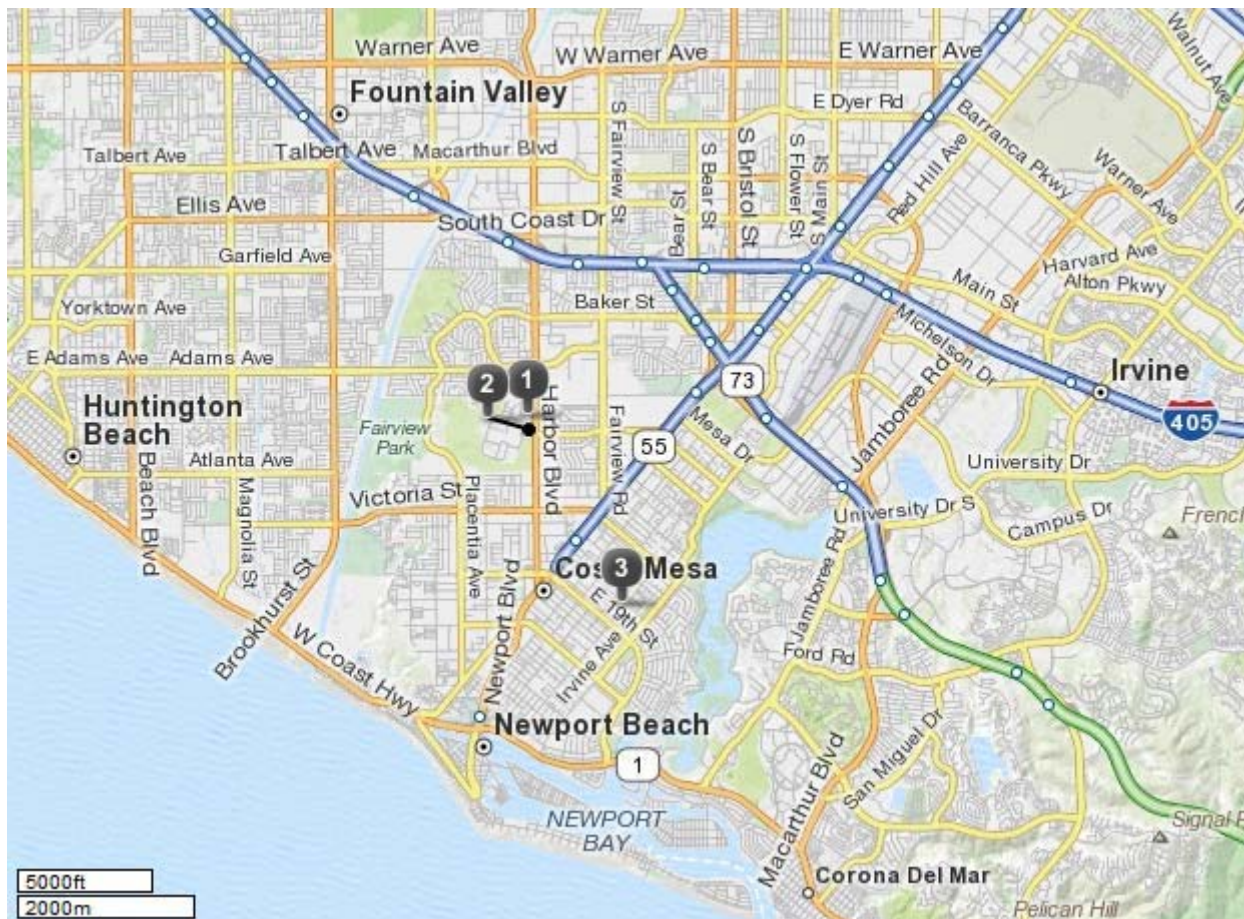 Warner Ave
W Warner Ave
E Warner Ave
Walnut Ave
Fountain Valley
E Dyer Rd
S Fairview St
S Bristol St
S Flower St
S Main St
Barranca Pkwy
Talbert Ave
Talbert Ave
Macarthur Blvd
S Bear St
Red Hill Ave
Warner Ave
Ellis Ave
South Coast Dr
Bear St
Garfield Ave
Harvard Ave
Main St
Alton Pkwy
Yorktown Ave
Baker St
Michelson Dr
E Adams Ave
Adams Ave
Irvine
2
1
73
405
Huntington
Beach
Harbor Blvd
Fairview Rd
Jamboree Rd
Fairview
Park
55
Mesa Dr
Atlanta Ave
University Dr
Beach Blvd
Magnolia St
Victoria St
Placentia Ave
University Dr S
Campus Dr
French
3
Costa Mesa
Brookhurst St
Newport Blvd
E 19th St
Jamboree Rd
W Coast Hwy
Irvine Ave
Ford Rd
Newport Beach
San Miguel Dr
1
Macarthur Blvd
NEWPORT
BAY
Signal P
5000ft
2000m
Corona Del Mar
Pelican Hill